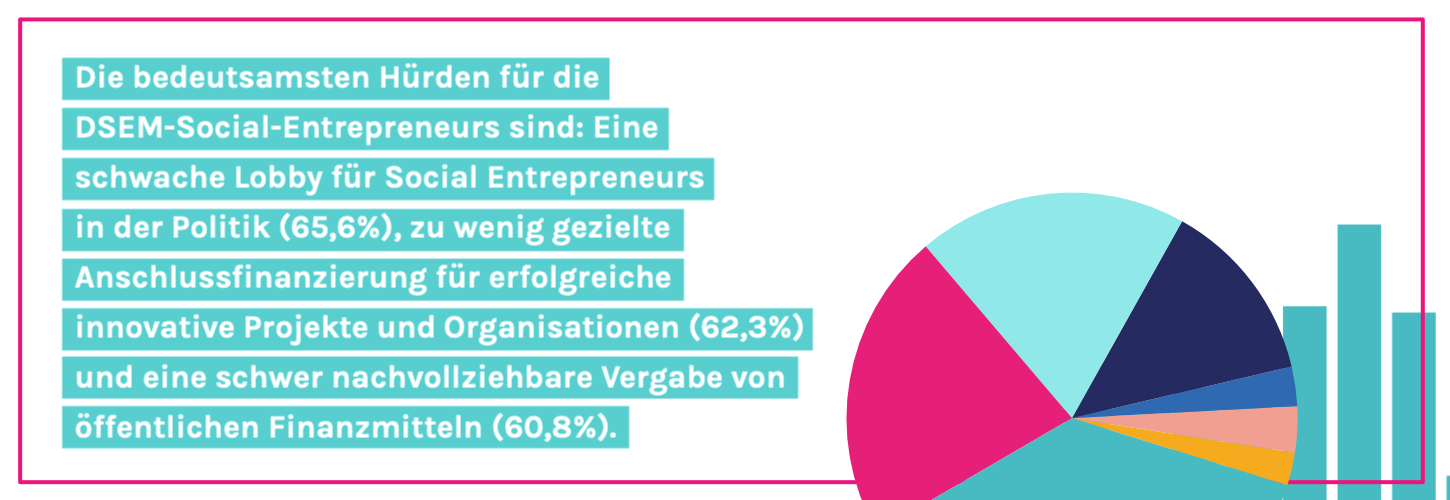 Die bedeutsamsten Hürden für die
DSEM-Social-Entrepreneurs sind: Eine
schwache Lobby für Social Entrepreneurs
in der Politik (65,6%), zu wenig gezielte
Anschlussfinanzierung für erfolgreiche
innovative Projekte und Organisationen (62,3%)
und eine schwer nachvollziehbare Vergabe von
öffentlichen Finanzmitteln (60,8%).